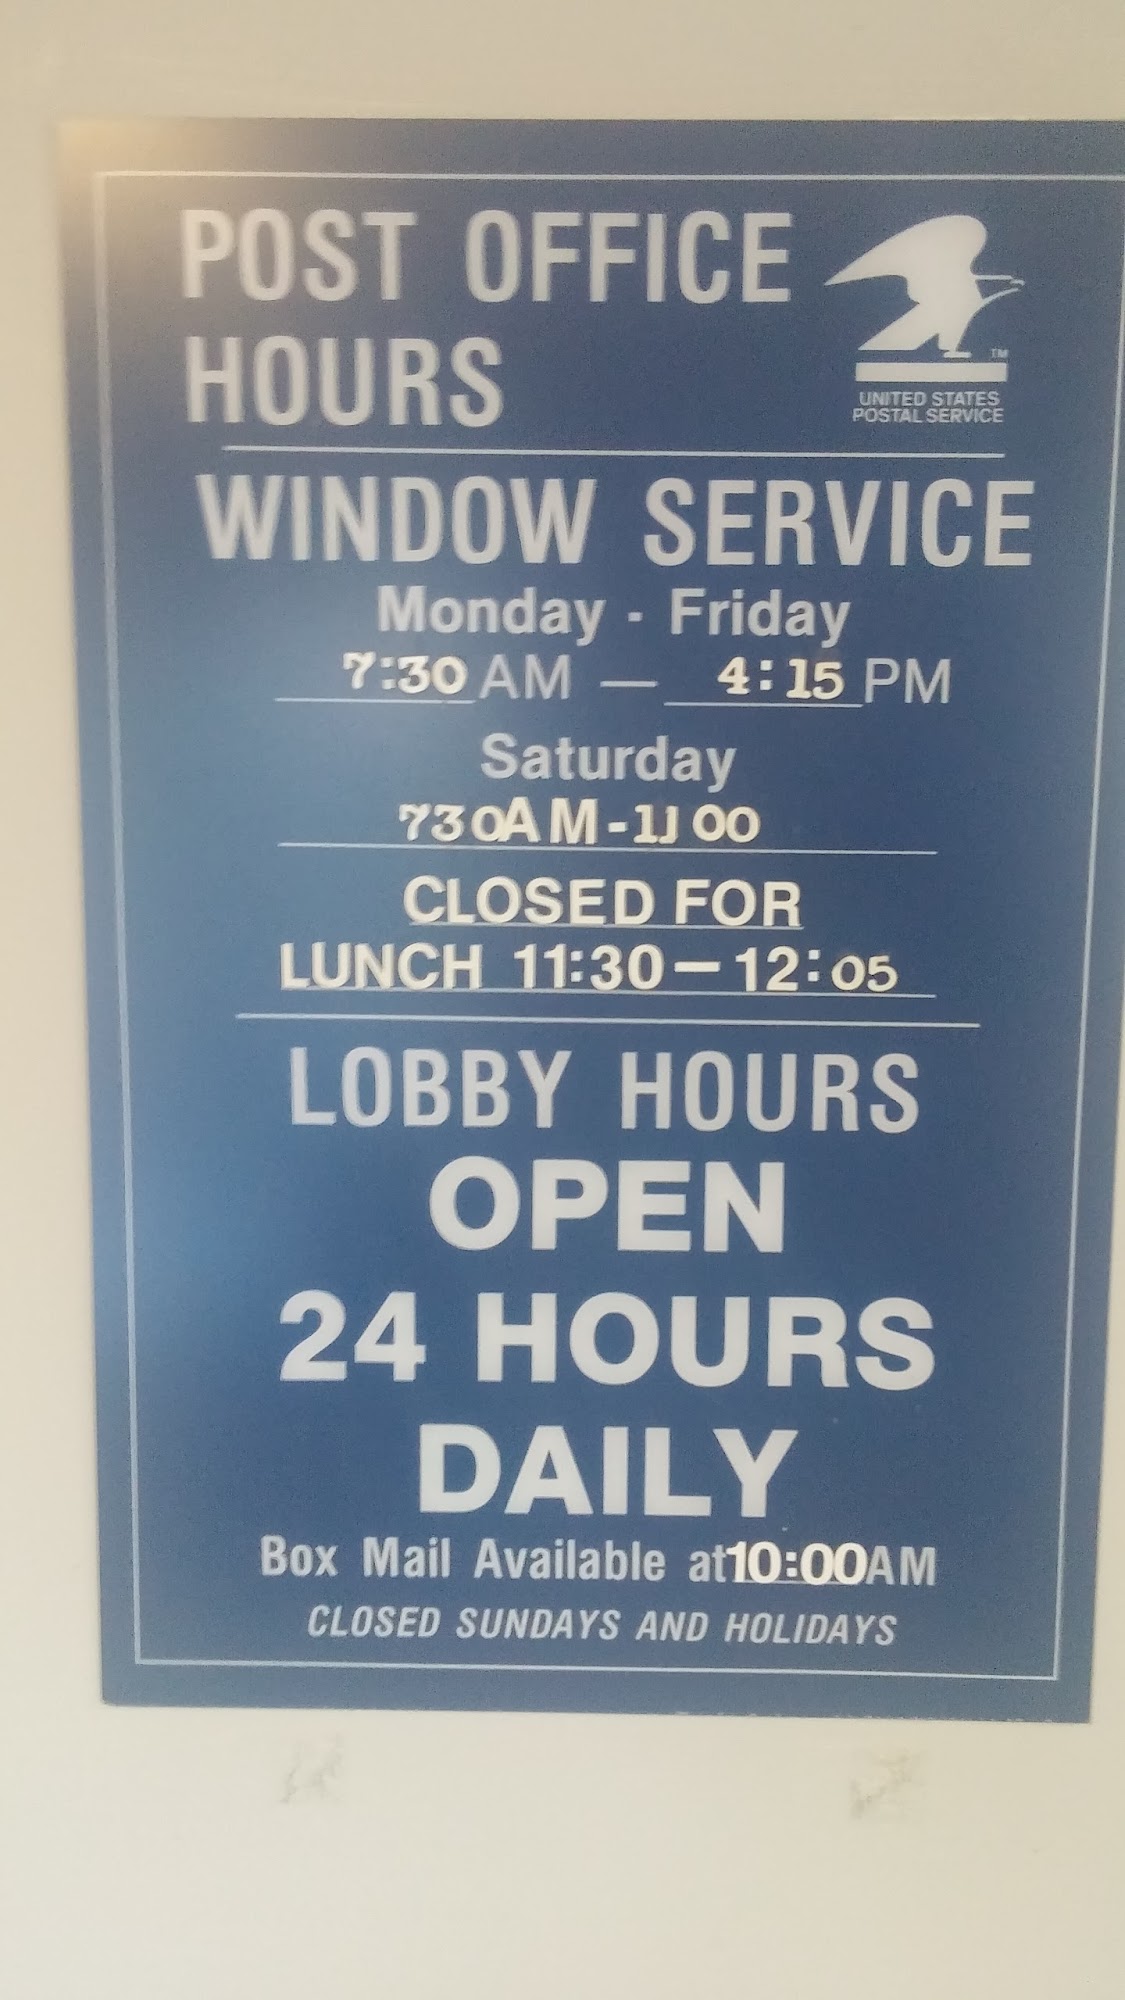 POST OFFICE
HOURS
TM
UNITED STATES
POSTAL SERVICE
WINDOW SERVICE
Monday - Friday
7:30 AM — 4:15 PM
Saturday
730AM-1100
CLOSED FOR
LUNCH 11:30—12:05
LOBBY HOURS
OPEN
24 HOURS
DAILY
Box Mail Available at 10:00AM
CLOSED SUNDAYS AND HOLIDAYS